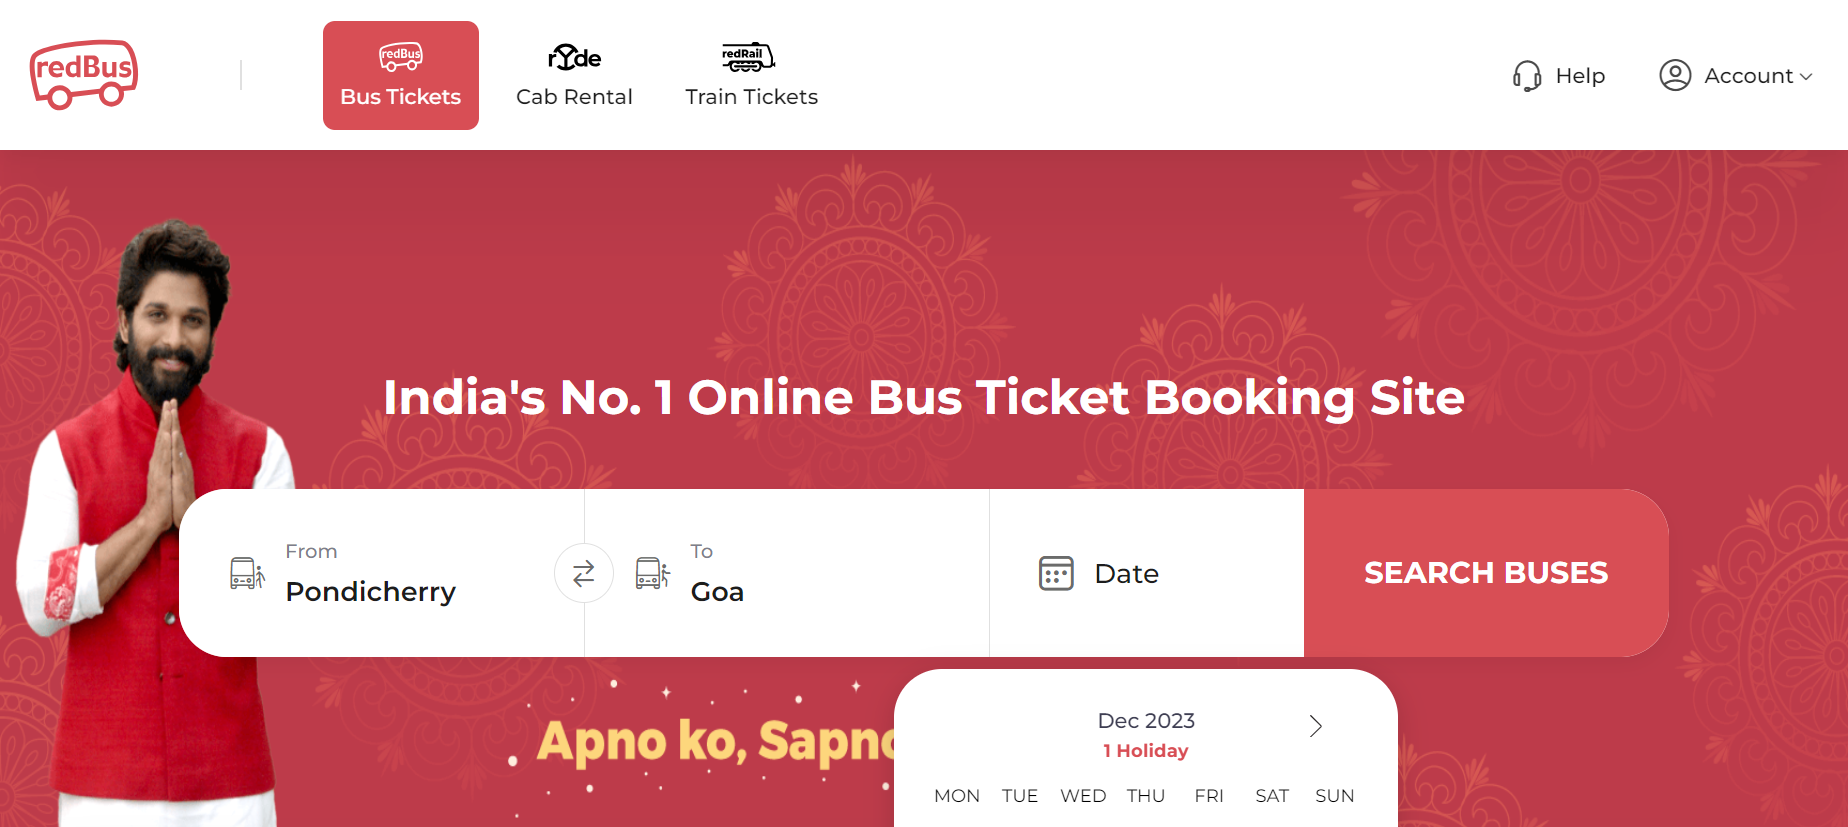 redBus
redBus
Bus Tickets
ryde
Cab Rental
redRail
Train Tickets
Help
Account
India's No. 1 Online Bus Ticket Booking Site
From
Pondicherry
To
Goa
Date
SEARCH BUSES
Apno ko, Sapno
Dec 2023
1 Holiday
MON TUE WED THU FRI SAT SUN